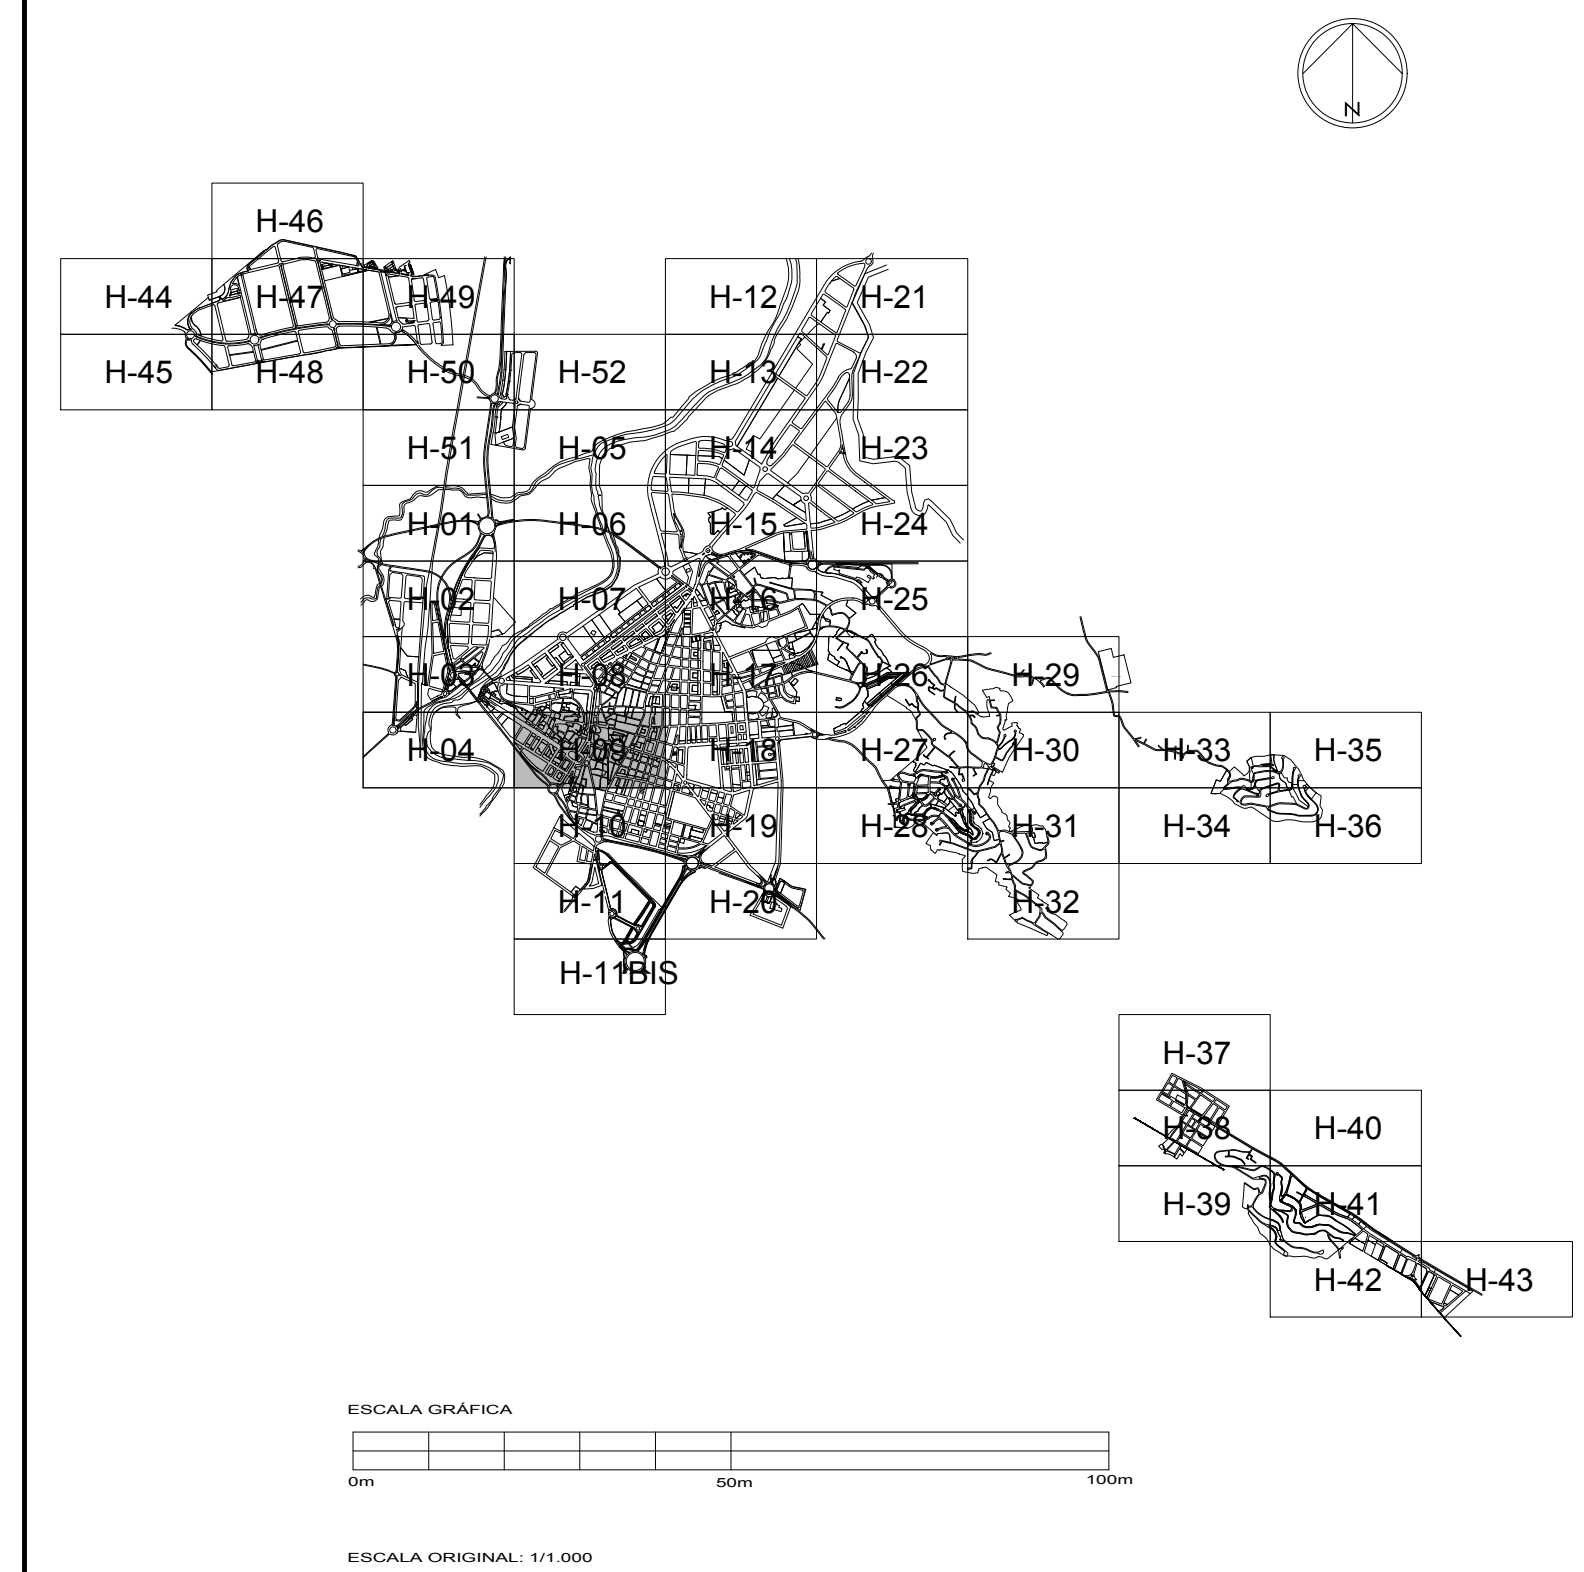 N
H-46
H-44 H-47 H-49 H-12 H-21
H-45 H-48 H-50 H-52 H-13 H-22
H-51 H-05 H-14 H-23
H-01 H-06 H-15 H-24
H-02 H-07 H-16 H-25
H-03 H-08 H-17 H-26 H-29
H-04 H-09 H-18 H-27 H-30 H-33 H-35
H-10 H-19 H-28 H-31 H-34 H-36
H-11 H-20 H-32
H-11BIS
H-37
H-38 H-40
H-39 H-41
H-42 H-43
ESCALA GRÁFICA
0m 50m 100m
ESCALA ORIGINAL: 1/1.000